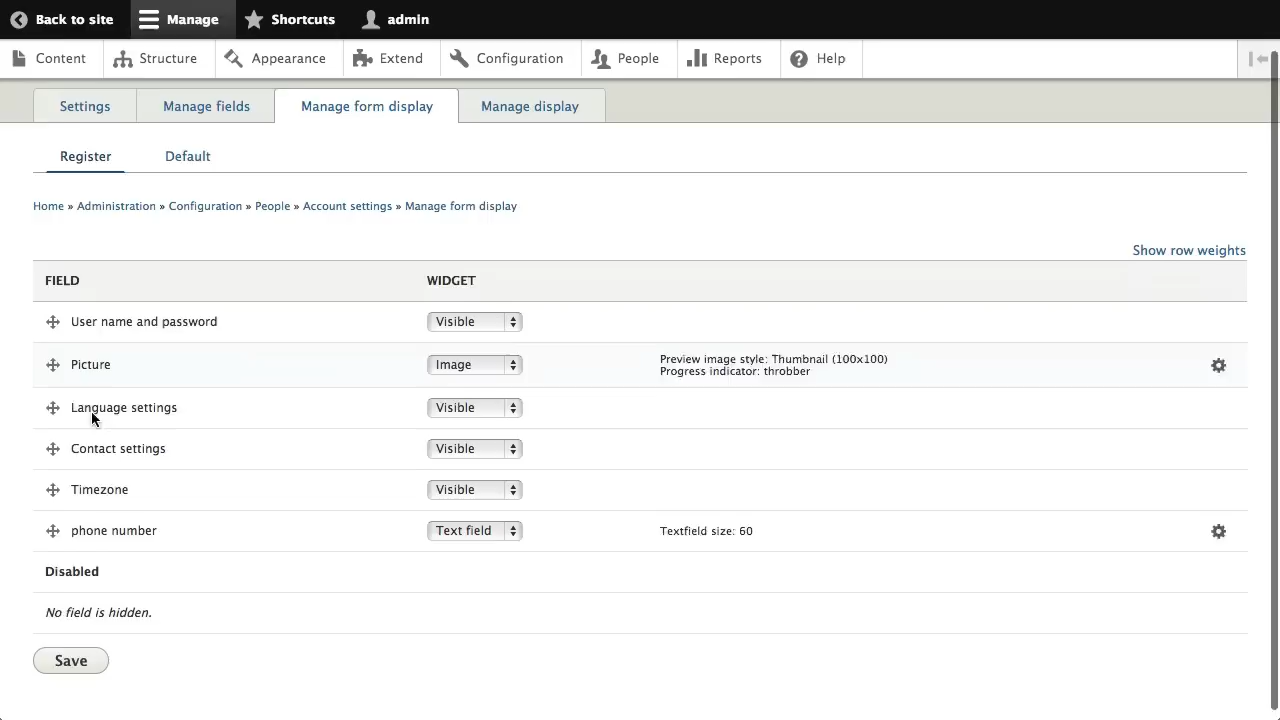 Back to site Manage Shortcuts admin
Content Structure Appearance Extend Configuration People Reports Help
Settings Manage fields Manage form display Manage display
Register Default
Home » Administration » Configuration » People » Account settings » Manage form display
Show row weights
FIELD WIDGET
User name and password Visible
Picture Image Preview image style: Thumbnail (100x100)
Progress indicator: throbber
Language settings Visible
Contact settings Visible
Timezone Visible
phone number Text field Textfield size: 60
Disabled
No field is hidden.
Save